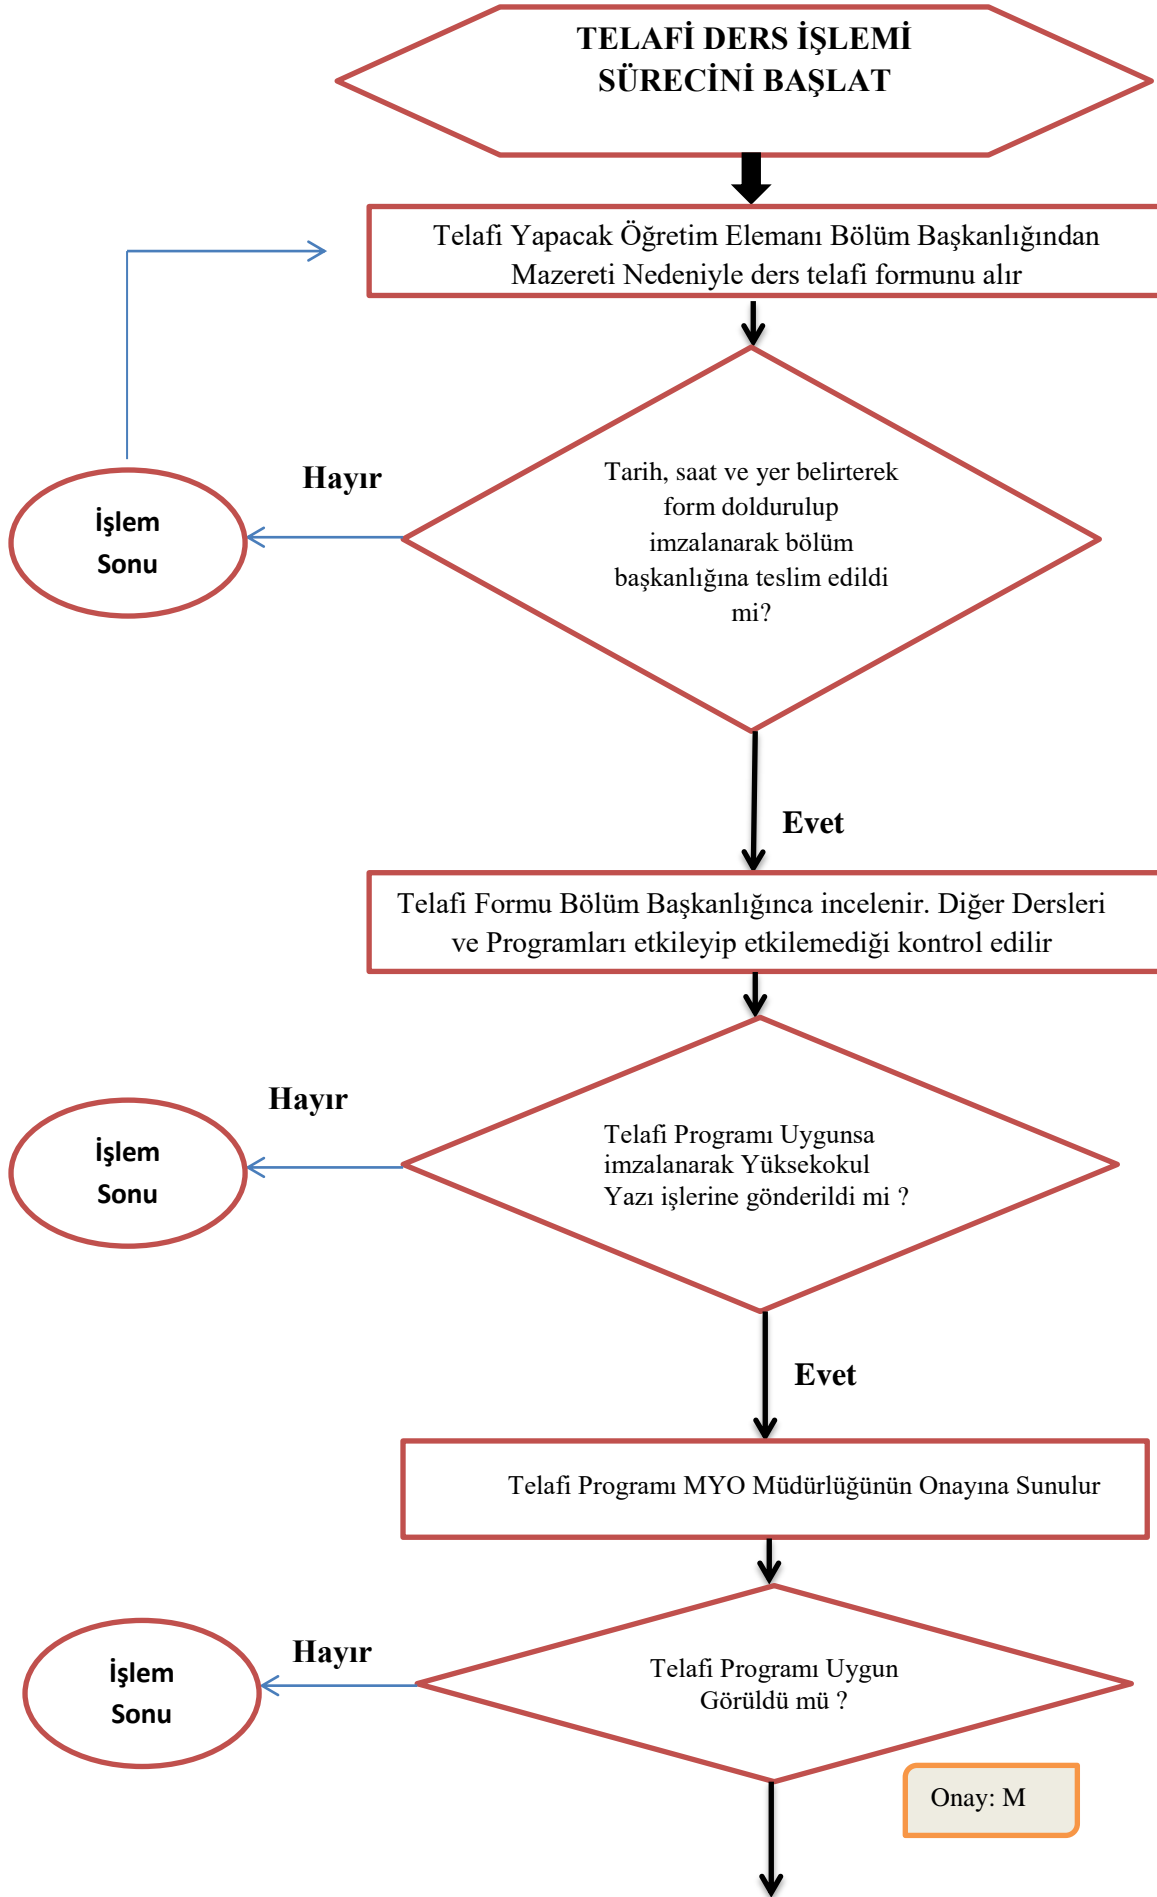 TELAFİ DERS İŞLEMİ
SÜRECİNİ BAŞLAT
Telafi Yapacak Öğretim Elemanı Bölüm Başkanlığından
Mazereti Nedeniyle ders telafi formunu alır
Hayır
İşlem
Sonu
Tarih, saat ve yer belirterek
form doldurulup
imzalanarak bölüm
başkanlığına teslim edildi
mi?
Evet
Telafi Formu Bölüm Başkanlığınca incelenir. Diğer Dersleri
ve Programları etkileyip etkilemediği kontrol edilir
Hayır
İşlem
Sonu
Telafi Programı Uygunsa
imzalanarak Yüksekokul
Yazı işlerine gönderildi mi ?
Evet
Telafi Programı MYO Müdürlüğünün Onayına Sunulur
Hayır
İşlem
Sonu
Telafi Programı Uygun
Görüldü mü ?
Onay: M